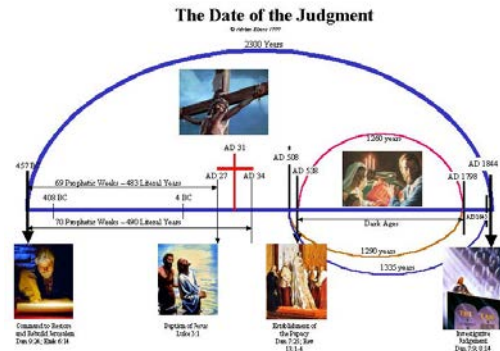 The Date of the Judgment
2300 Years
AD 31
1260 years
457 BC
AD 27
AD 34
AD 508
AD 538
AD 1798
AD 1844
69 Prophetic Weeks – 483 Literal Years
408 BC
4 BC
70 Prophetic Weeks – 490 Literal Years
Dark Ages
1290 years
1335 years
Command to Restore
and Rebuild Jerusalem
Baptism of Jesus
Luke 3:1
Establishment of
the Papacy
Investigative
Judgement